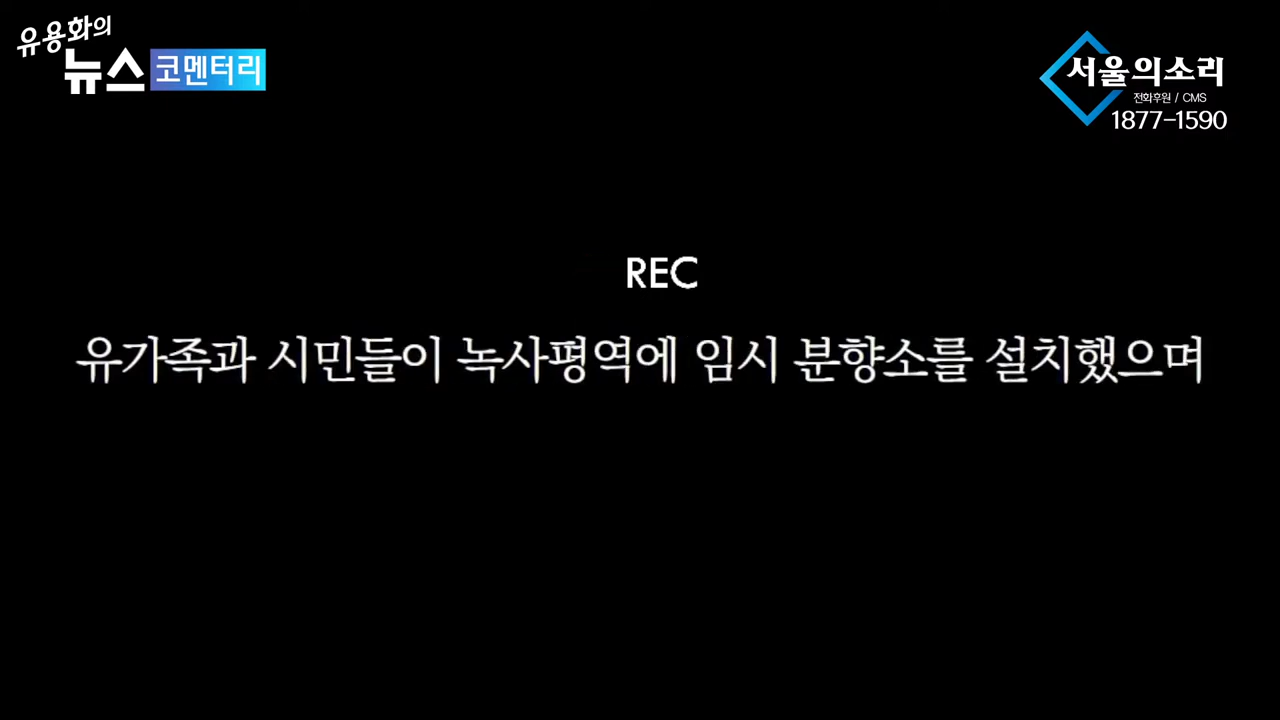 유용화의
뉴스 코멘터리
서울의소리
전화후원 / CMS
1877-1590
REC
유가족과 시민들이 녹사평역에 임시 분향소를 설치했으며